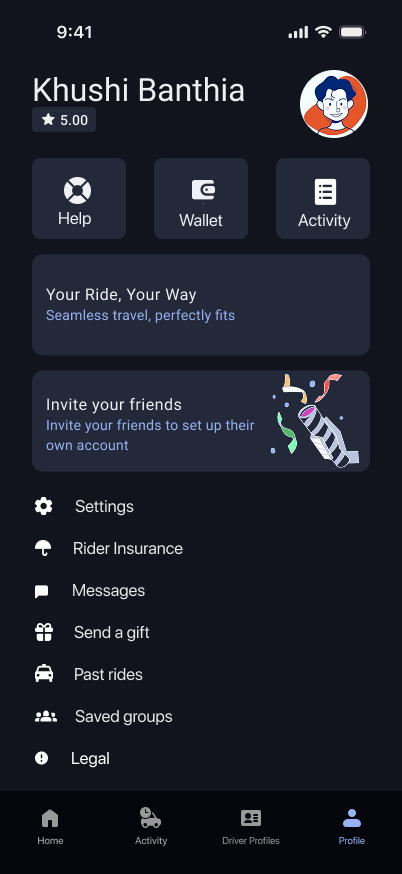 9:41
Khushi Banthia
5.00
Help
Wallet
Activity
Your Ride, Your Way
Seamless travel, perfectly fits
Invite your friends
Invite your friends to set up their
own account
Settings
Rider Insurance
Messages
Send a gift
Past rides
Saved groups
Legal
Home
Activity
Driver Profiles
Profile